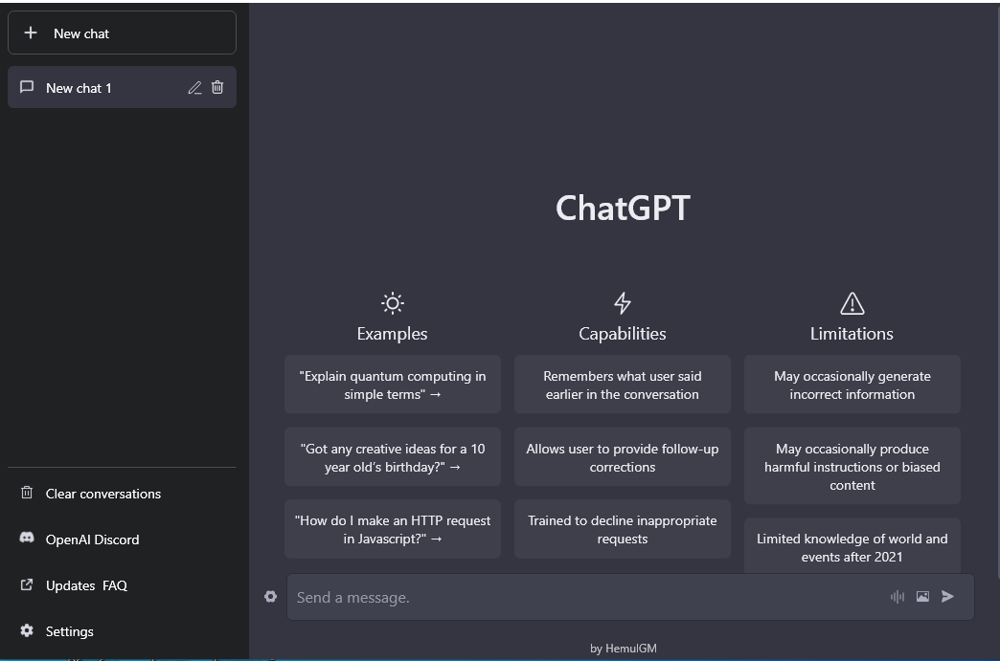 New chat
New chat 1
Clear conversations
OpenAI Discord
Updates FAQ
Settings
ChatGPT
Examples
"Explain quantum computing in
simple terms" →
"Got any creative ideas for a 10
year old's birthday?" →
"How do I make an HTTP request
in Javascript?" →
Capabilities
Remembers what user said
earlier in the conversation
Allows user to provide follow-up
corrections
Trained to decline inappropriate
requests
Limitations
May occasionally generate
incorrect information
May occasionally produce
harmful instructions or biased
content
Limited knowledge of world and
events after 2021
Send a message.
by HemulGM